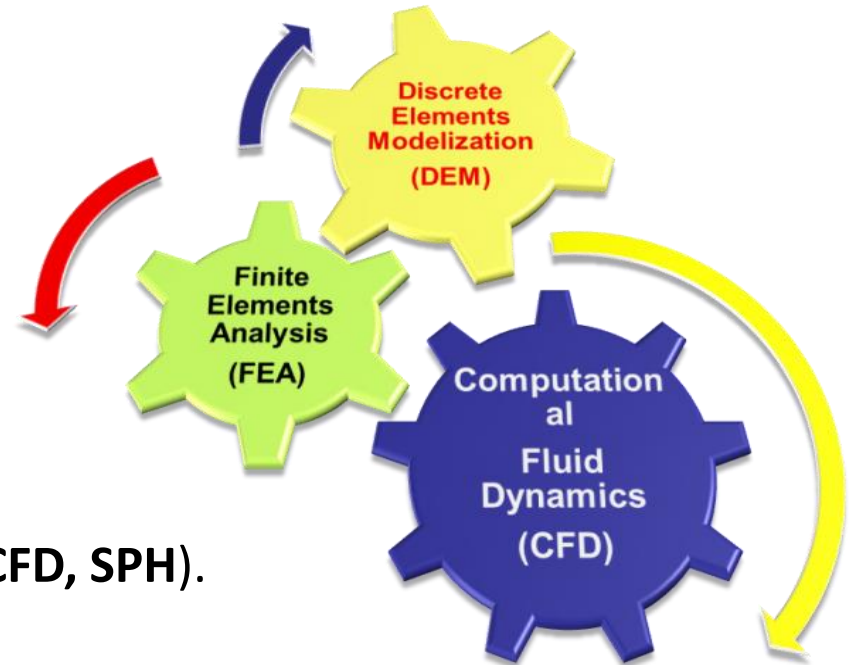 Discrete
Elements
Modelization
(DEM)
Finite
Elements
Analysis
(FEA)
Computation
al
Fluid
Dynamics
(CFD)
CFD, SPH).